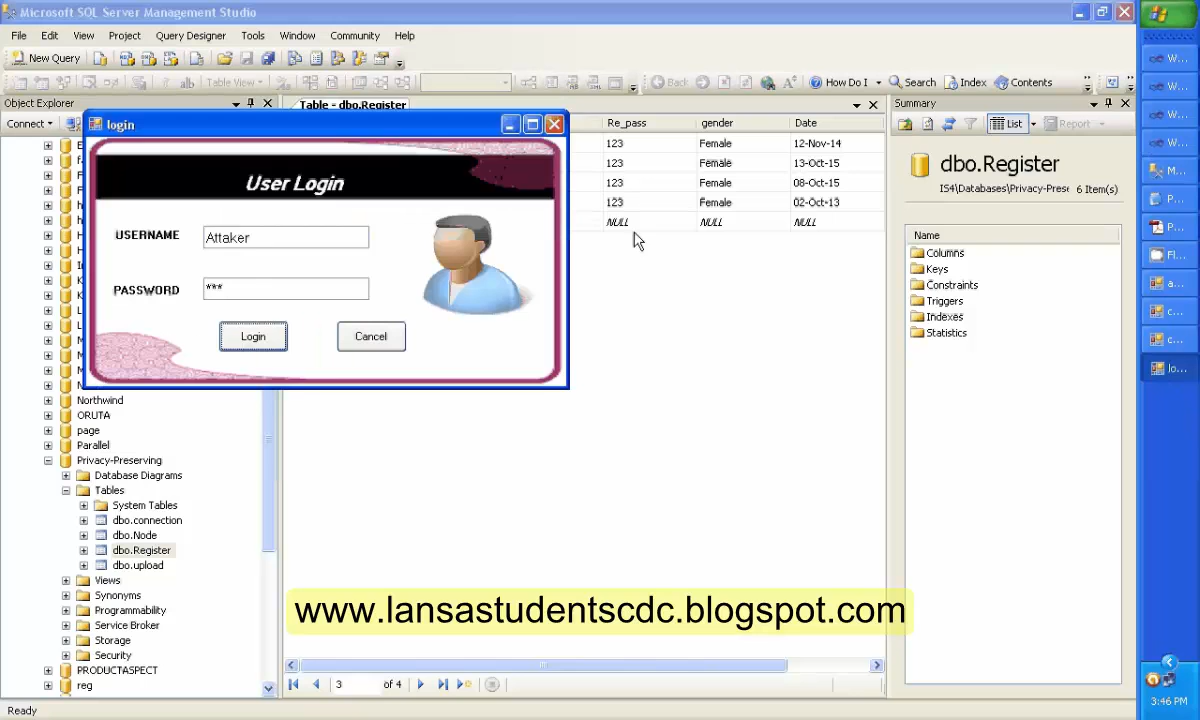 Microsoft SQL Server Management Studio
File Edit View Project Query Designer Tools Window Community Help
New Query
Table View Back How Do I Search Index Contents
Object Explorer
Connect
Table - dbo.Register
Summary
List Report
login
User Login
USERNAME Attaker
PASSWORD ***
Login Cancel
Re_pass gender Date
123 Female 12-Nov-14
123 Female 13-Oct-15
123 Female 08-Oct-15
123 Female 02-Oct-13
NULL NULL NULL
dbo.Register
IS4\Databases\Privacy-Prese 6 Item(s)
Name
Columns
Keys
Constraints
Triggers
Indexes
Statistics
Northwind
ORUTA
page
Parallel
Privacy-Preserving
Database Diagrams
Tables
System Tables
dbo.connection
dbo.Node
dbo.Register
dbo.upload
Views
Synonyms
Programmability
Service Broker
Storage
Security
PRODUCTASPECT
reg
www.lansastudentscdc.blogspot.com
3 of 4
Ready
W...
W...
W...
W...
M...
P...
P...
Fl...
a...
c...
c...
lo...
3:46 PM